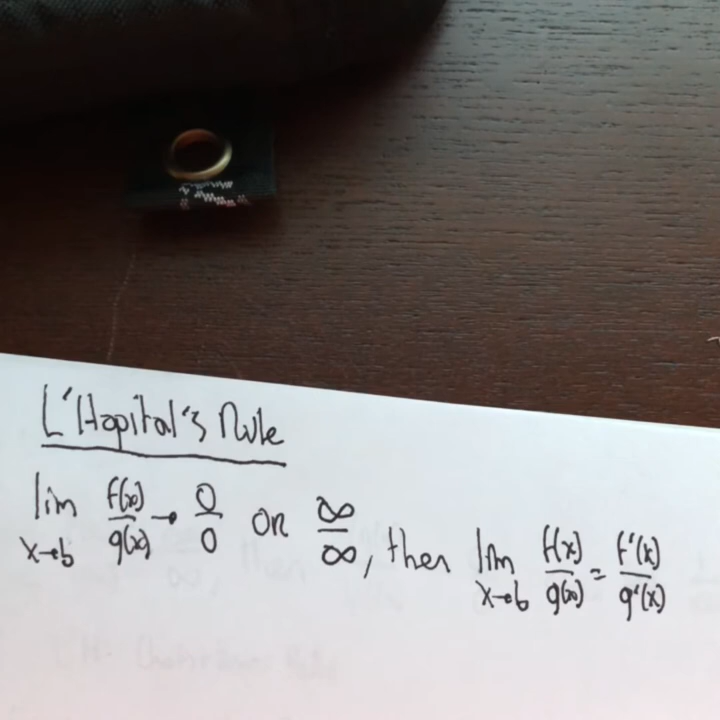 L'Hopital's Rule
lim x→b f(x)/g(x) → 0/0 or ∞/∞, then lim x→b f(x)/g(x) = f'(x)/g'(x)